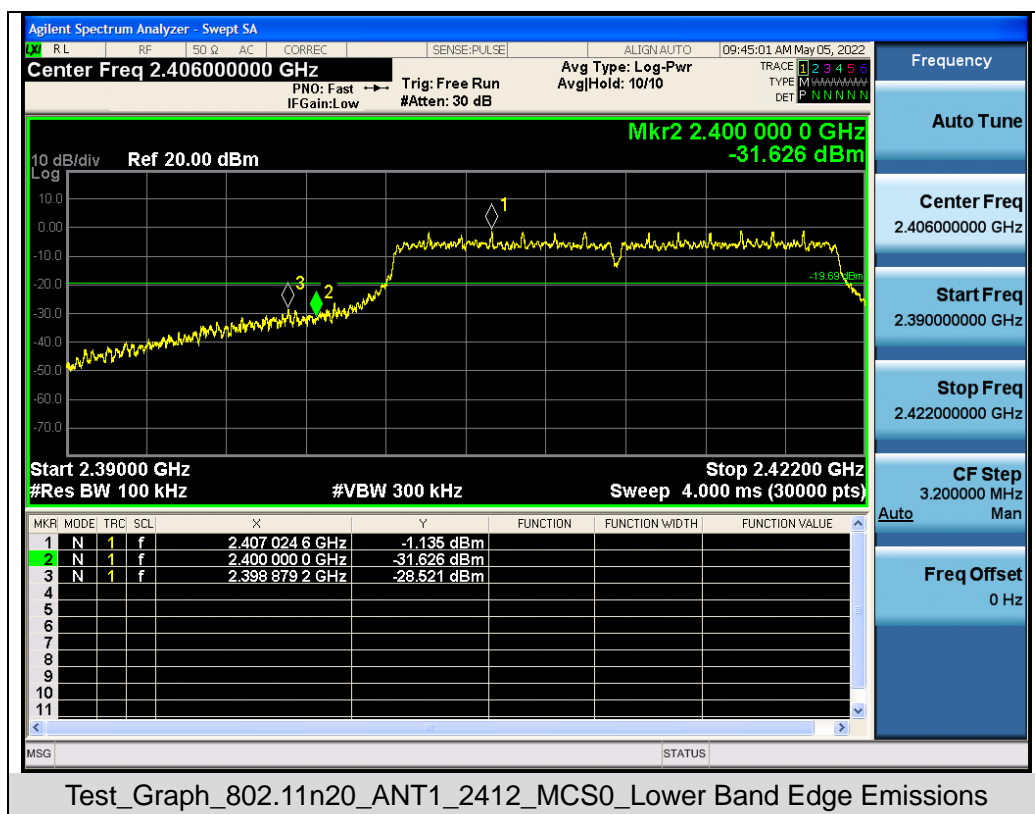 Agilent Spectrum Analyzer - Swept SA
LXI RL RF 50 Ω AC CORREC SENSE:PULSE ALIGN AUTO 09:45:01 AM May 05, 2022
Center Freq 2.406000000 GHz
PNO: Fast
IFGain:Low
Trig: Free Run
#Atten: 30 dB
Avg Type: Log-Pwr
Avg|Hold: 10/10
TRACE 1 2 3 4 5 6
TYPE M WWWWW
DET P N N N N N
Mkr2 2.400 000 0 GHz
-31.626 dBm
10 dB/div Ref 20.00 dBm
Log
10.0
0.00
-10.0
-20.0
-30.0
-40.0
-50.0
-60.0
-70.0
1
2
3
-19.69 dBm
Start 2.39000 GHz Stop 2.42200 GHz
#Res BW 100 kHz #VBW 300 kHz Sweep 4.000 ms (30000 pts)
MKR MODE TRC SCL X Y FUNCTION FUNCTION WIDTH FUNCTION VALUE
1 N 1 f 2.407 024 6 GHz -1.135 dBm
2 N 1 f 2.400 000 0 GHz -31.626 dBm
3 N 1 f 2.398 879 2 GHz -28.521 dBm
4
5
6
7
8
9
10
11
MSG STATUS
Frequency
Auto Tune
Center Freq
2.406000000 GHz
Start Freq
2.390000000 GHz
Stop Freq
2.422000000 GHz
CF Step
3.200000 MHz
Auto Man
Freq Offset
0 Hz
Test_Graph_802.11n20_ANT1_2412_MCS0_Lower Band Edge Emissions